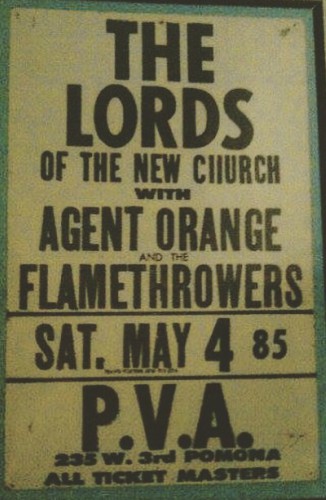 THE
LORDS
OF THE NEW CHURCH
WITH
AGENT ORANGE
AND THE
FLAMETHROWERS
SAT. MAY 4 85
P.V.A.
235 W. 3rd POMONA
ALL TICKET MASTERS